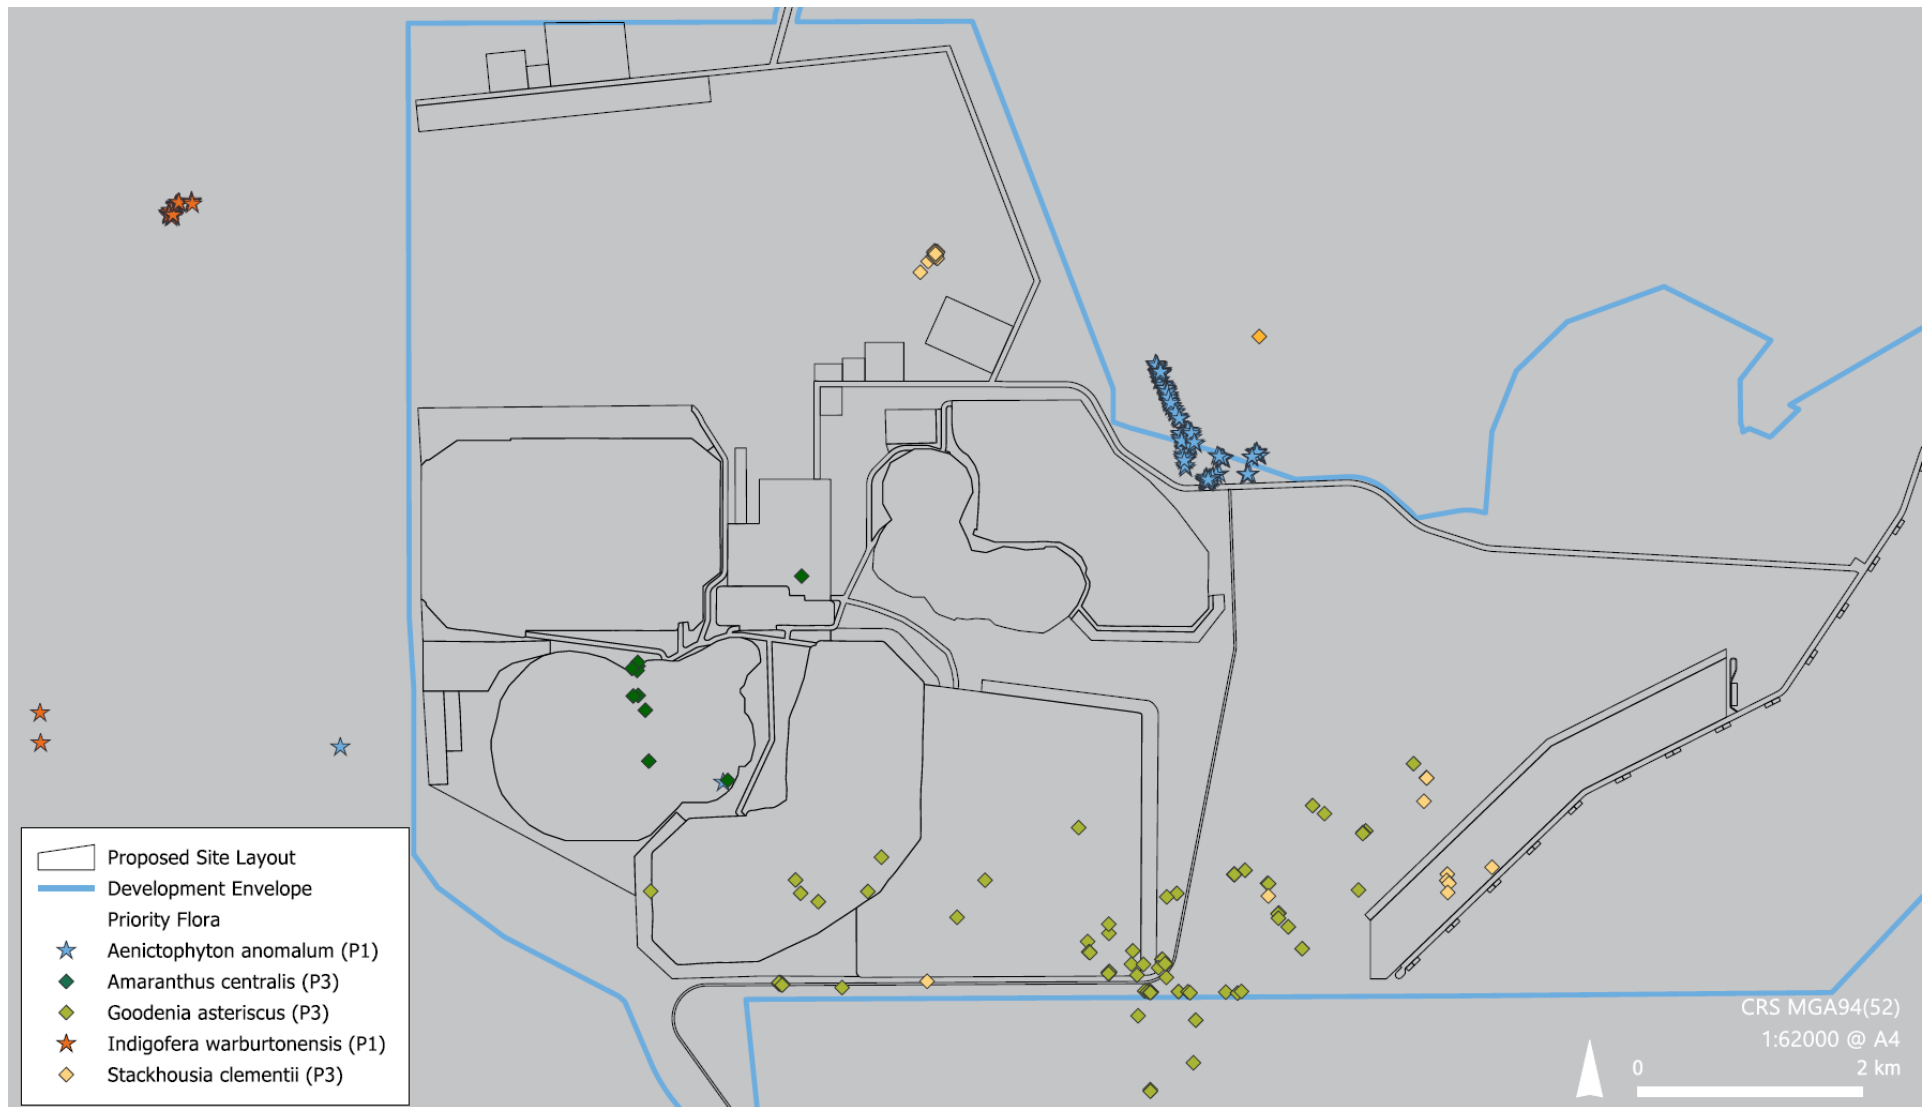 Proposed Site Layout
Development Envelope
Priority Flora
Aenictophyton anomalum (P1)
Amaranthus centralis (P3)
Goodenia asteriscus (P3)
Indigofera warburtonensis (P1)
Stackhousia clementii (P3)
CRS MGA94(52)
1:62000 @ A4
0 2 km